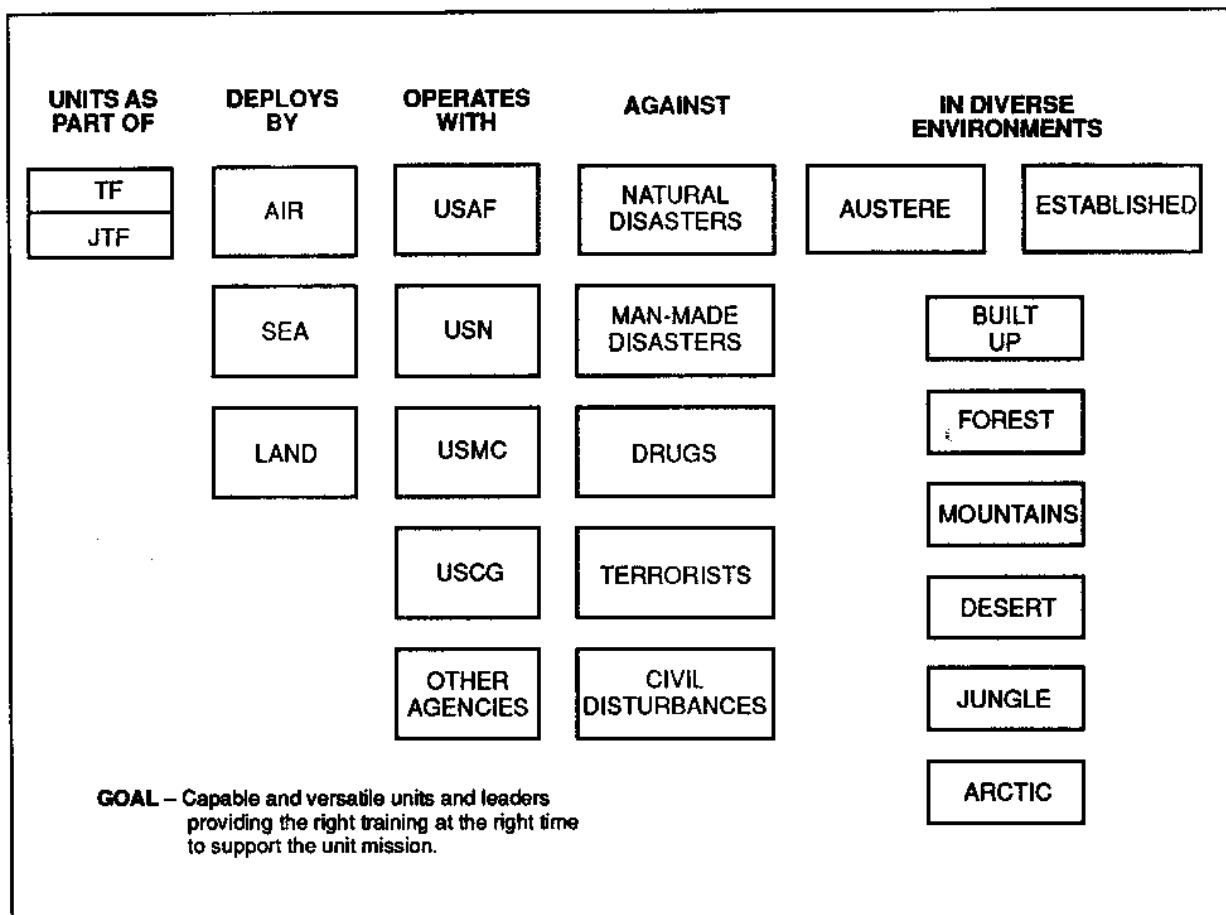 UNITS AS
PART OF
DEPLOYS
BY
OPERATES
WITH
AGAINST
IN DIVERSE
ENVIRONMENTS
TF
JTF
AIR
SEA
LAND
USAF
USN
USMC
USCG
OTHER
AGENCIES
NATURAL
DISASTERS
MAN-MADE
DISASTERS
DRUGS
TERRORISTS
CIVIL
DISTURBANCES
AUSTERE
ESTABLISHED
BUILT
UP
FOREST
MOUNTAINS
DESERT
JUNGLE
ARCTIC
GOAL – Capable and versatile units and leaders
providing the right training at the right time
to support the unit mission.